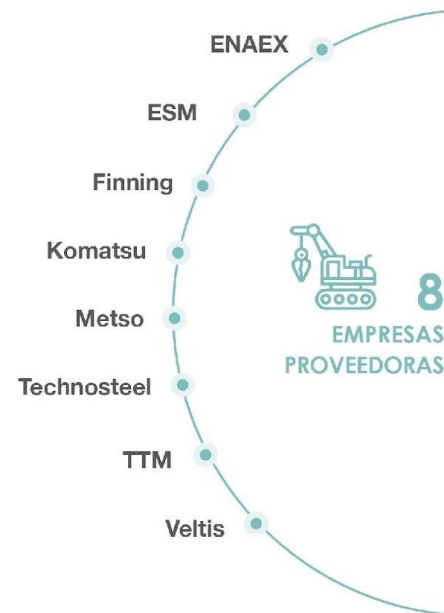 ENAEX
ESM
Finning
Komatsu
Metso
Technosteel
TTM
Veltis
8
EMPRESAS
PROVEEDORAS